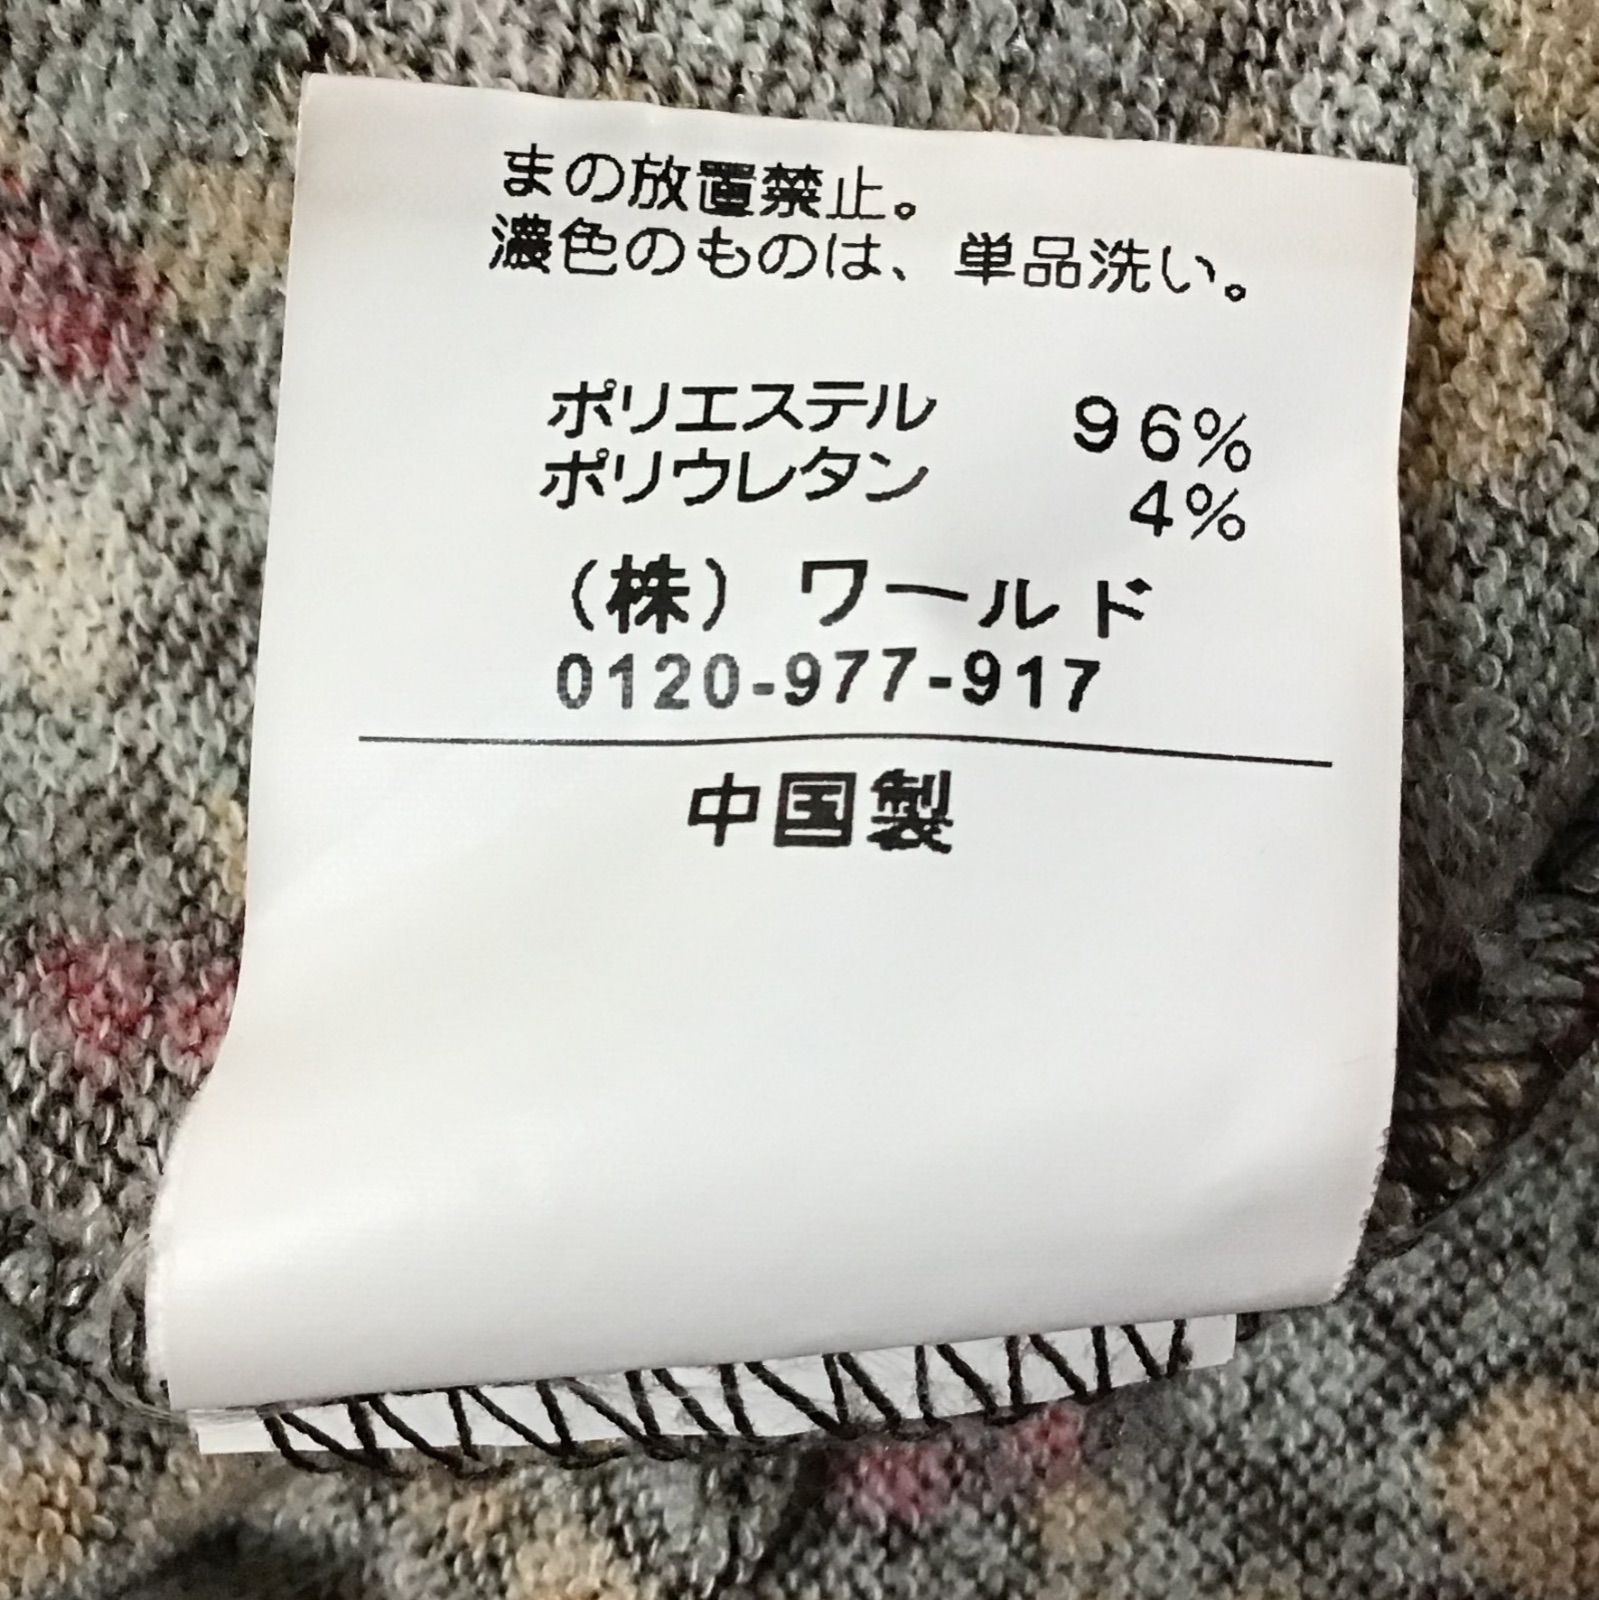 まの放置禁止。
濃色のものは、単品洗い。
ポリエステル 96%
ポリウレタン 4%
(株) ワールド
0120-977-917
中国製